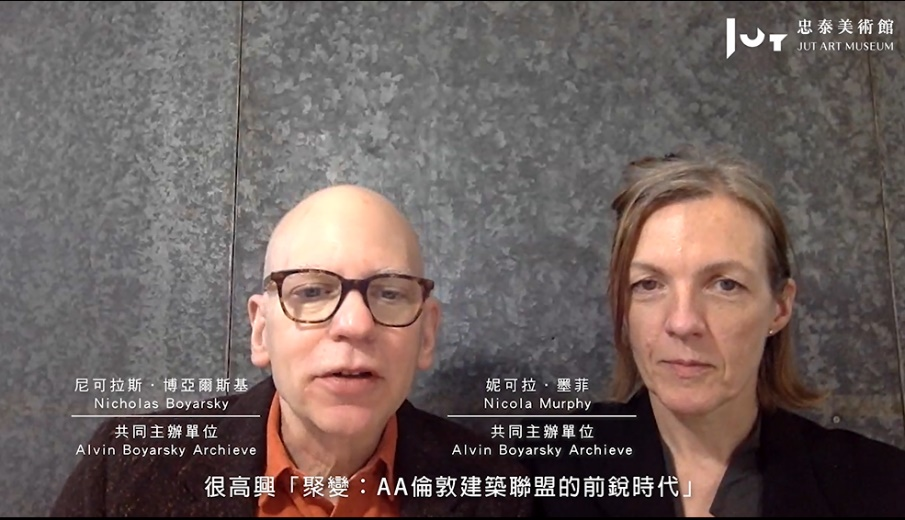 JUT 忠泰美術館
JUT ART MUSEUM
尼可拉斯・博亞爾斯基
Nicholas Boyarsky
共同主辦單位
Alvin Boyarsky Archieve
妮可拉・墨菲
Nicola Murphy
共同主辦單位
Alvin Boyarsky Archieve
很高興「聚變：AA倫敦建築聯盟的前銳時代」